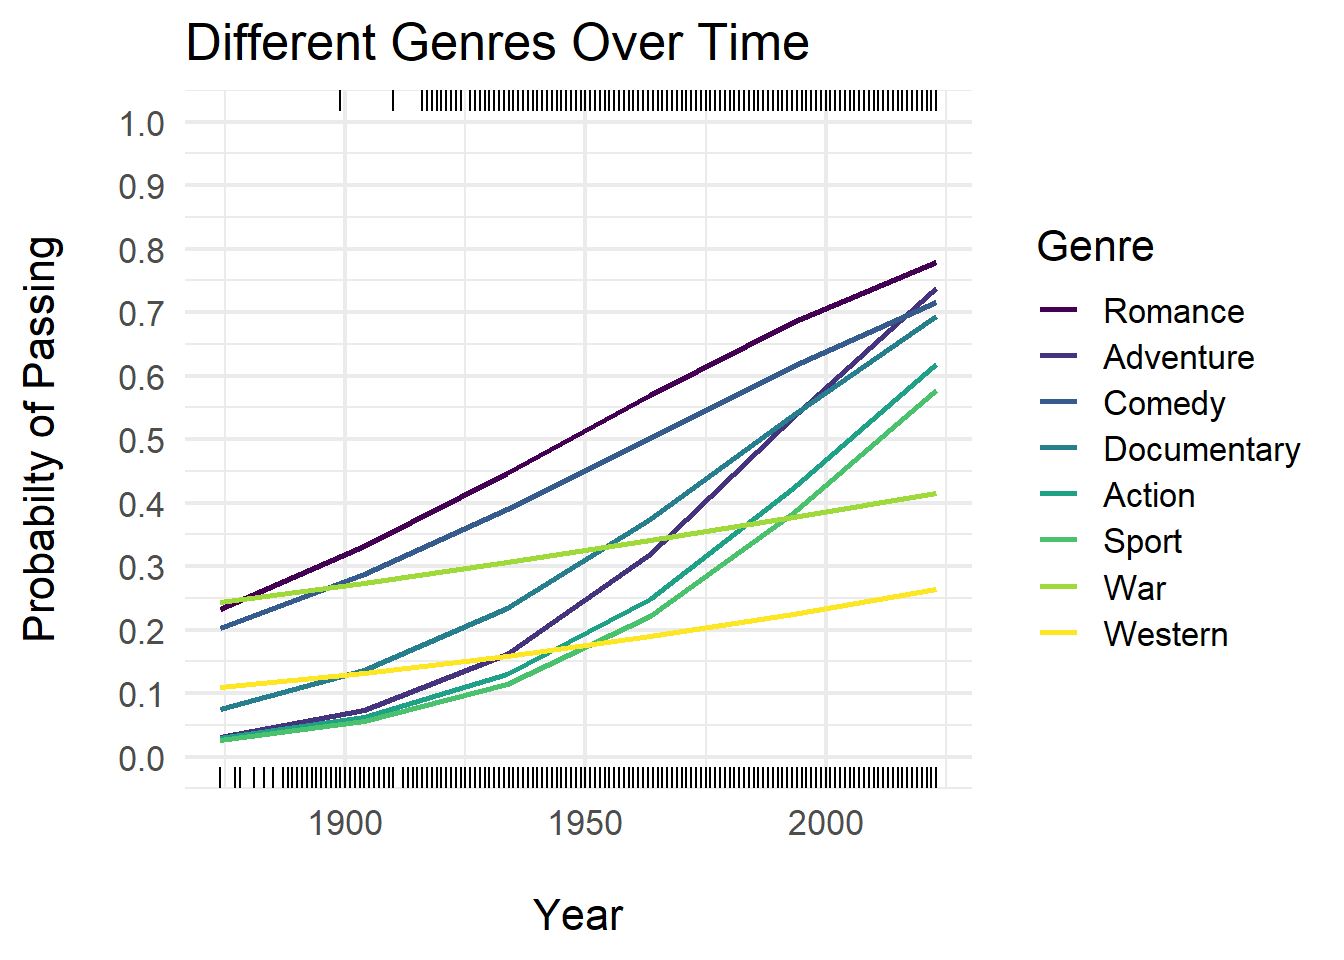 Different Genres Over Time
1.0
0.9
0.8
0.7
0.6
0.5
0.4
0.3
0.2
0.1
0.0
Probabiity of Passing
1900
1950
2000
Year
Genre
Romance
Adventure
Comedy
Documentary
Action
Sport
War
Western